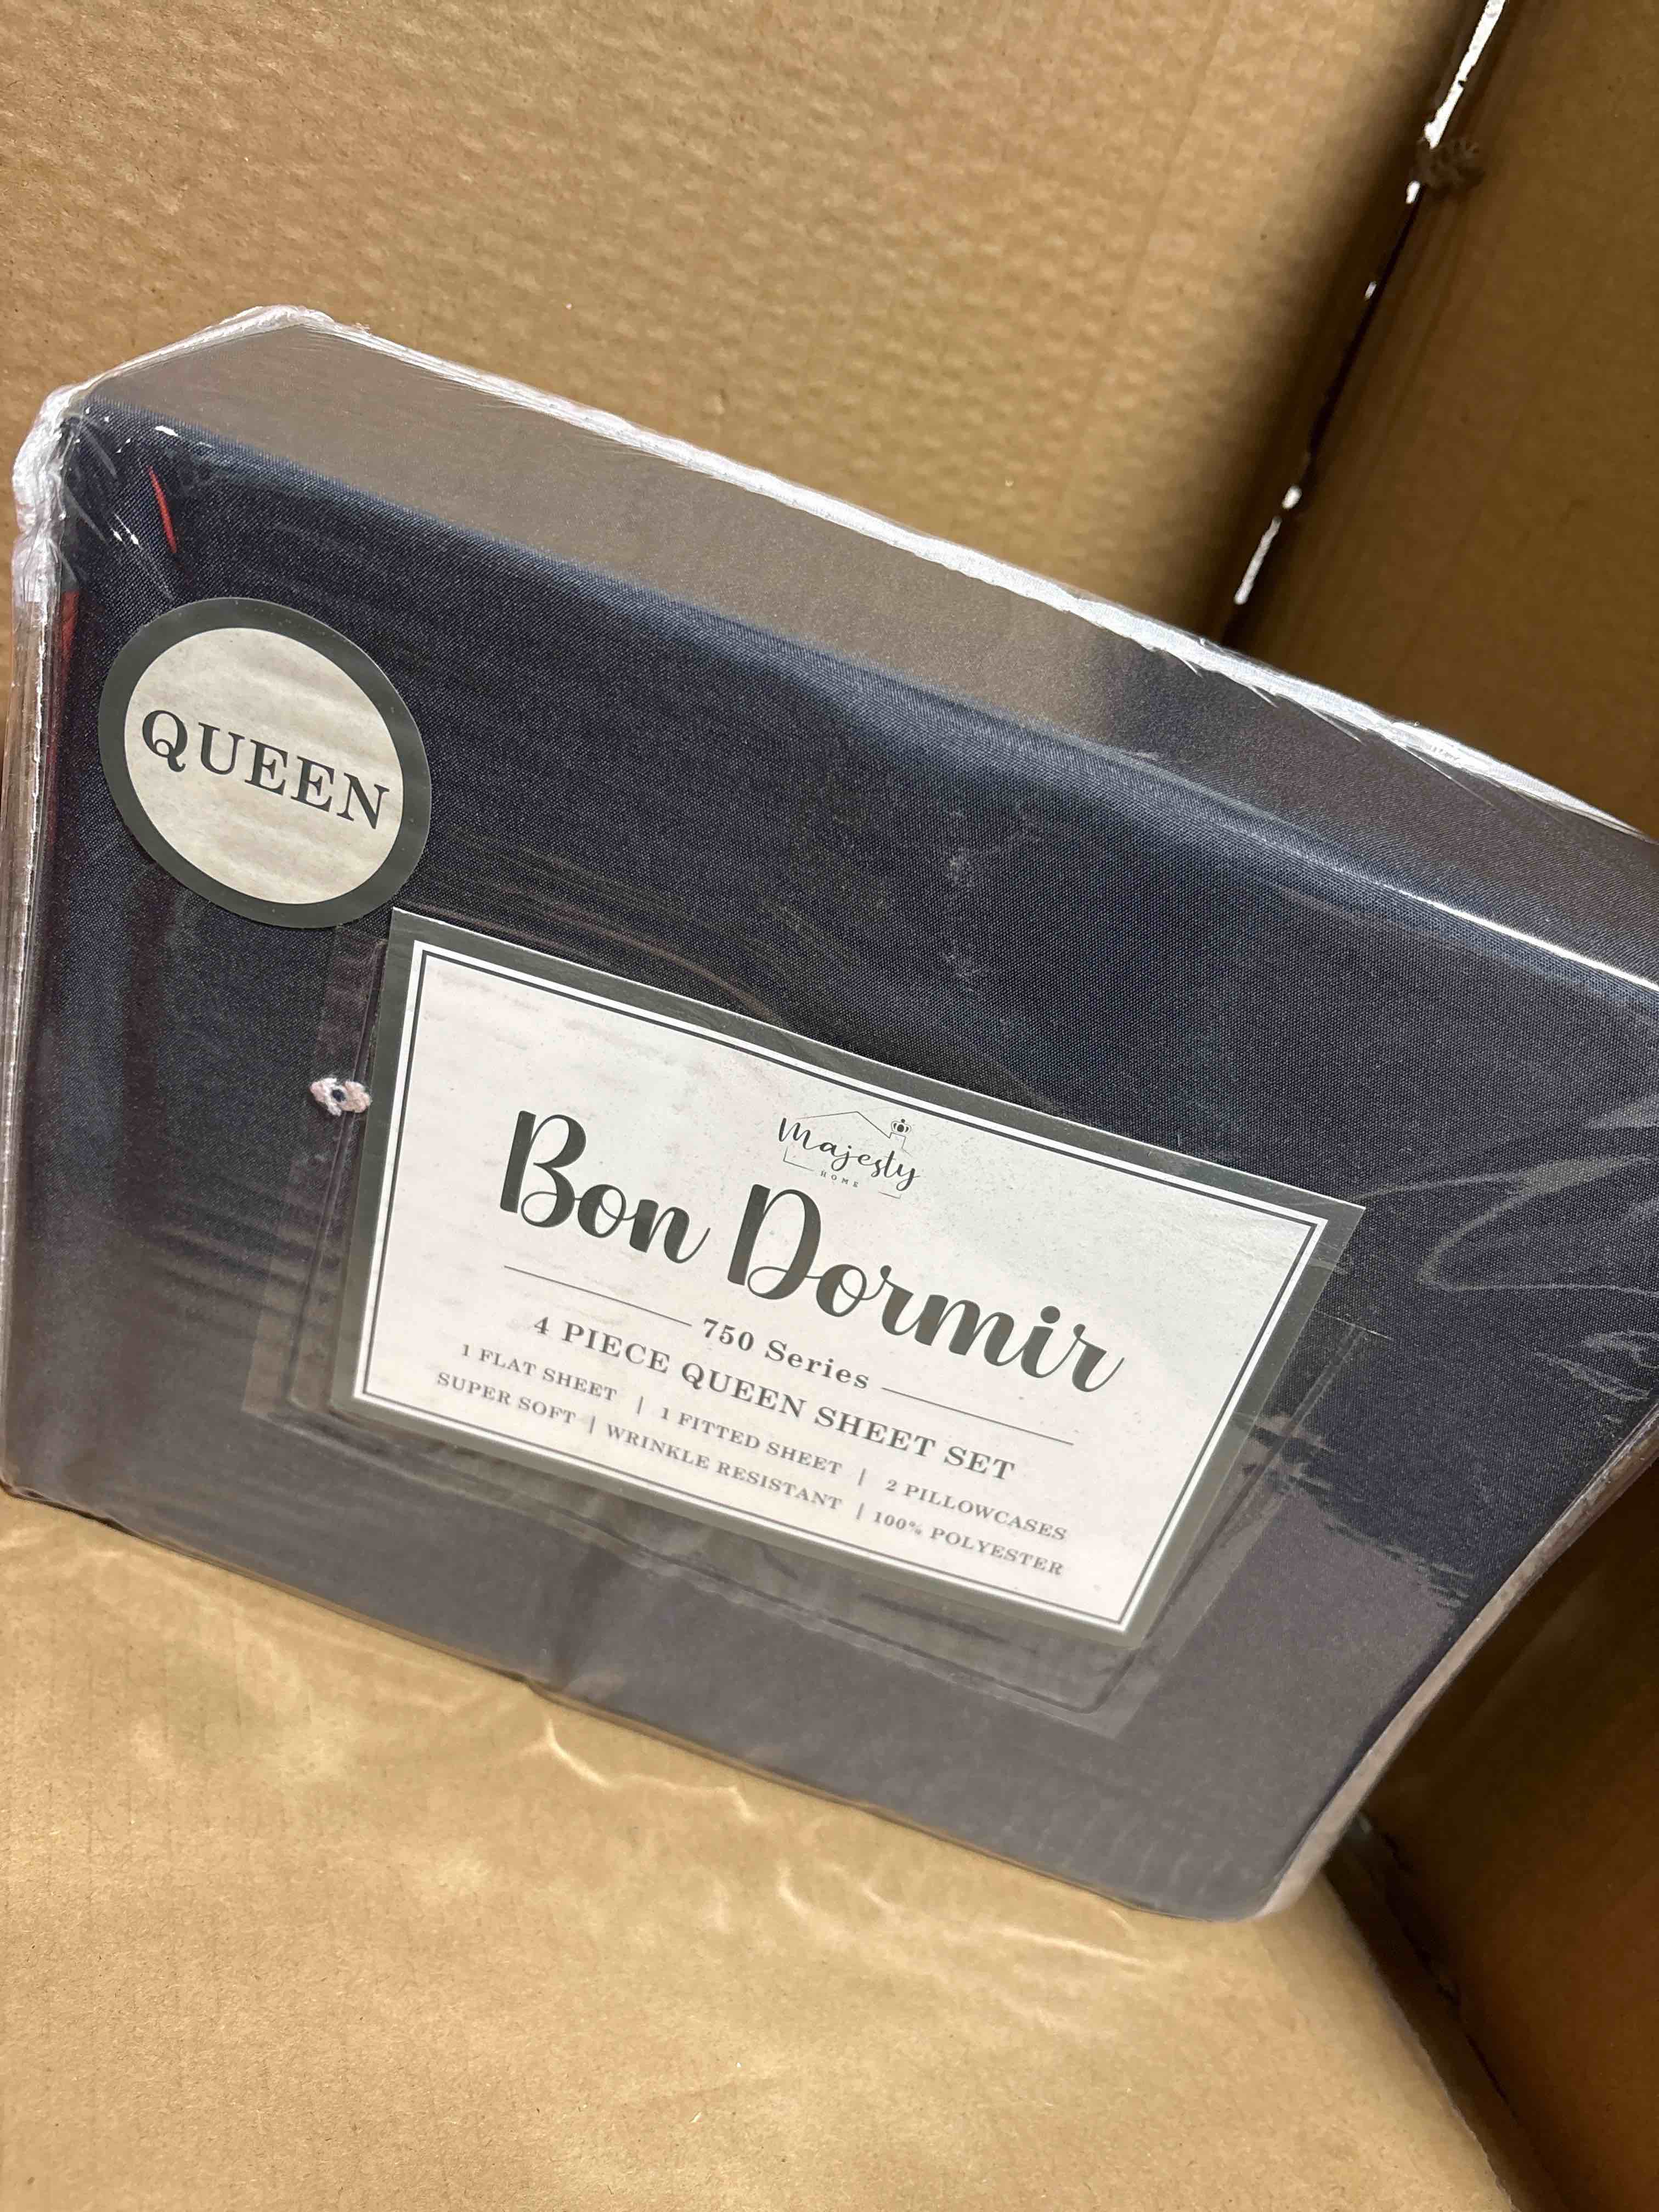 QUEEN
Majesty
HOME
Bon Dormir
750 Series
4 PIECE QUEEN SHEET SET
1 FLAT SHEET | 1 FITTED SHEET | 2 PILLOWCASES
SUPER SOFT | WRINKLE RESISTANT | 100% POLYESTER